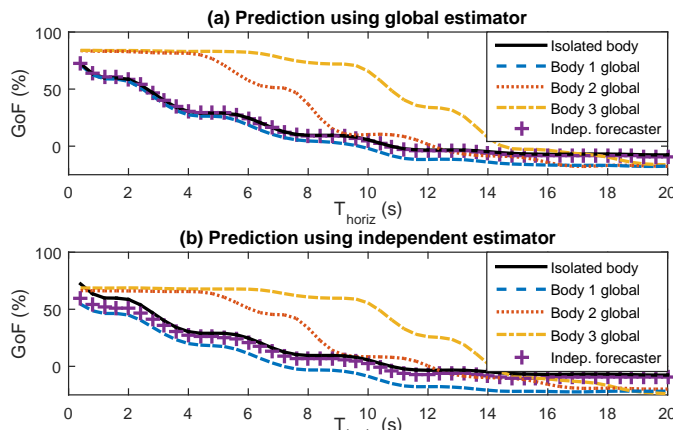 (a) Prediction using global estimator
100
50
0
GoF (%)
Isolated body
Body 1 global
Body 2 global
Body 3 global
Indep. forecaster
0 2 4 6 8 10 12 14 16 18 20
T_horiz (s)
(b) Prediction using independent estimator
100
50
0
GoF (%)
Isolated body
Body 1 global
Body 2 global
Body 3 global
Indep. forecaster
0 2 4 6 8 10 12 14 16 18 20
(s)